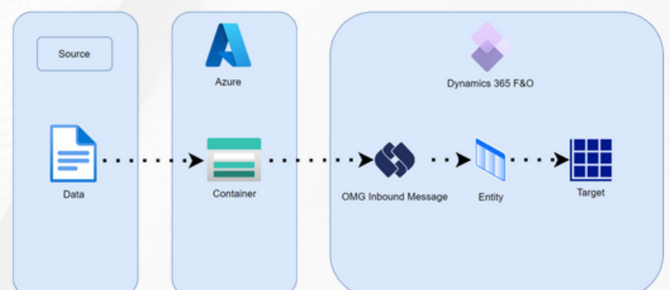 Source
Azure
Dynamics 365 F&O
Data
Container
OMG Inbound Message
Entity
Target